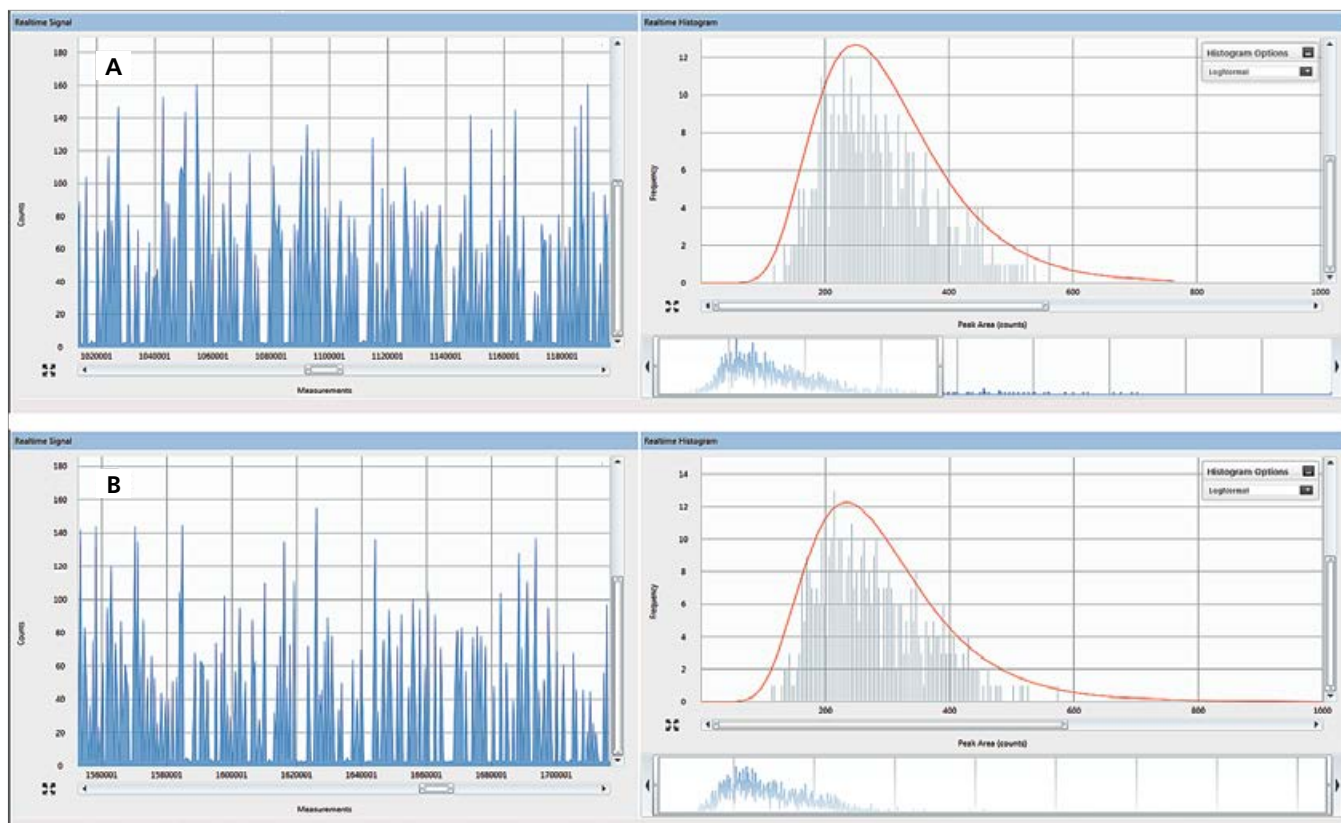 Realtime Signal
A
180
160
140
120
100
80
60
40
20
0
Counts
1020001 1040001 1060001 1080001 1100001 1120001 1140001 1160001 1180001
Measurements
Realtime Histogram
12
10
8
6
4
2
0
Frequency
Histogram Options
LogNormal
200 400 600 800 1000
Peak Area (counts)
Realtime Signal
B
180
160
140
120
100
80
60
40
20
0
Counts
1560001 1580001 1600001 1620001 1640001 1660001 1680001 1700001
Measurements
Realtime Histogram
14
12
10
8
6
4
2
0
Frequency
Histogram Options
LogNormal
200 400 600 800 1000
Peak Area (counts)